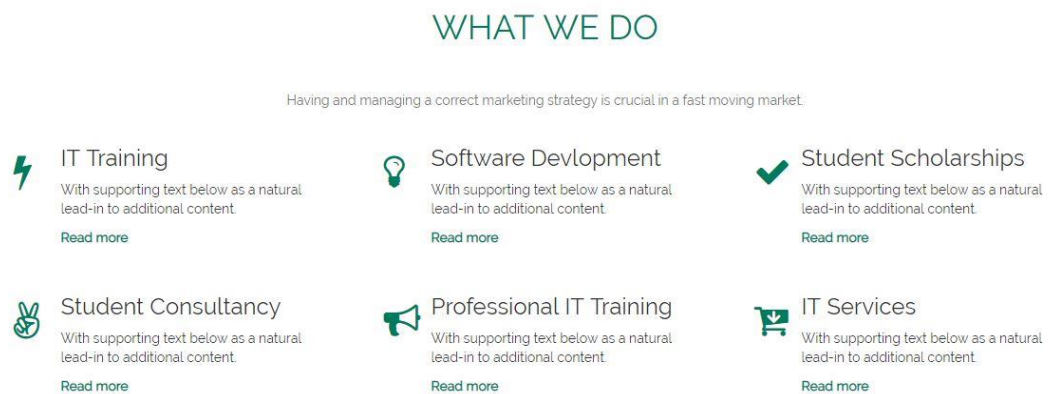 WHAT WE DO
Having and managing a correct marketing strategy is crucial in a fast moving market.
IT Training
With supporting text below as a natural
lead-in to additional content.
Read more
Software Devlopment
With supporting text below as a natural
lead-in to additional content.
Read more
Student Scholarships
With supporting text below as a natural
lead-in to additional content.
Read more
Student Consultancy
With supporting text below as a natural
lead-in to additional content.
Read more
Professional IT Training
With supporting text below as a natural
lead-in to additional content.
Read more
IT Services
With supporting text below as a natural
lead-in to additional content.
Read more